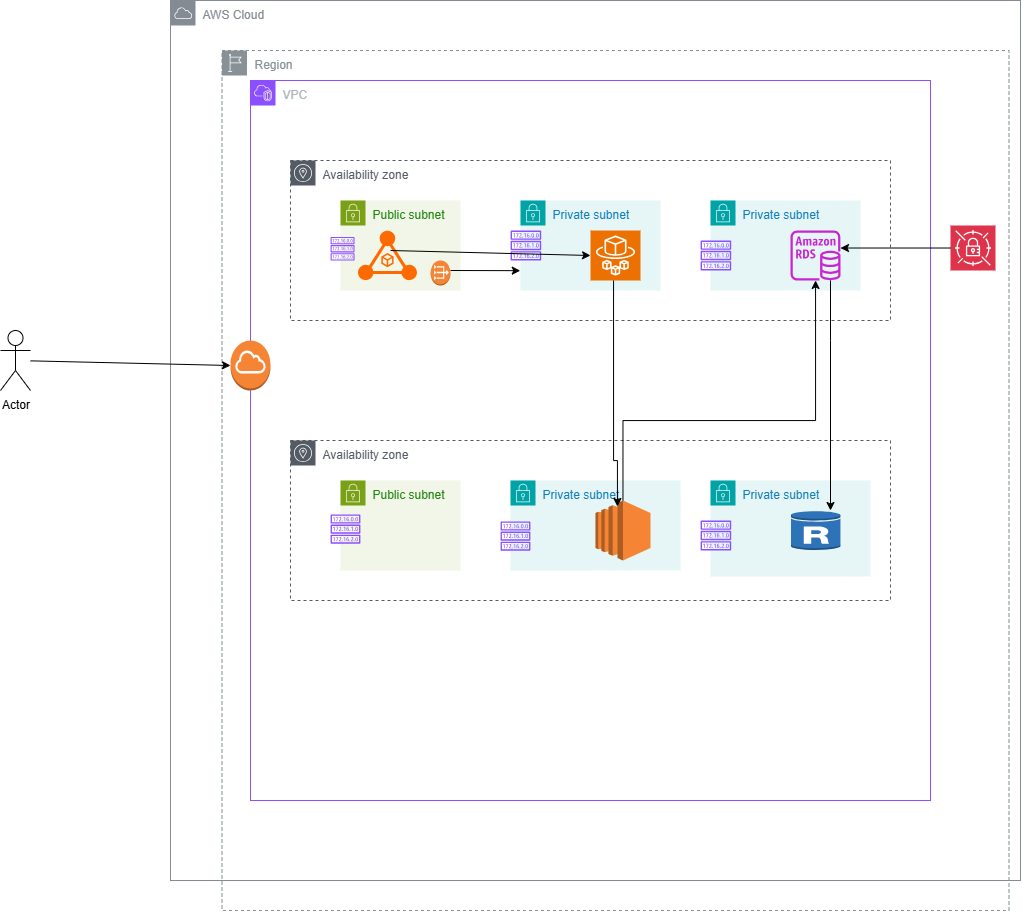 AWS Cloud
Region
VPC
Availability zone
Public subnet
Private subnet
Private subnet
172.16.0.0
172.16.1.0
172.16.2.0
172.16.0.0
172.16.1.0
172.16.2.0
172.16.0.0
172.16.1.0
172.16.2.0
Amazon
RDS
Actor
Availability zone
Public subnet
Private subnet
Private subnet
172.16.0.0
172.16.1.0
172.16.2.0
172.16.0.0
172.16.1.0
172.16.2.0
172.16.0.0
172.16.1.0
172.16.2.0
R